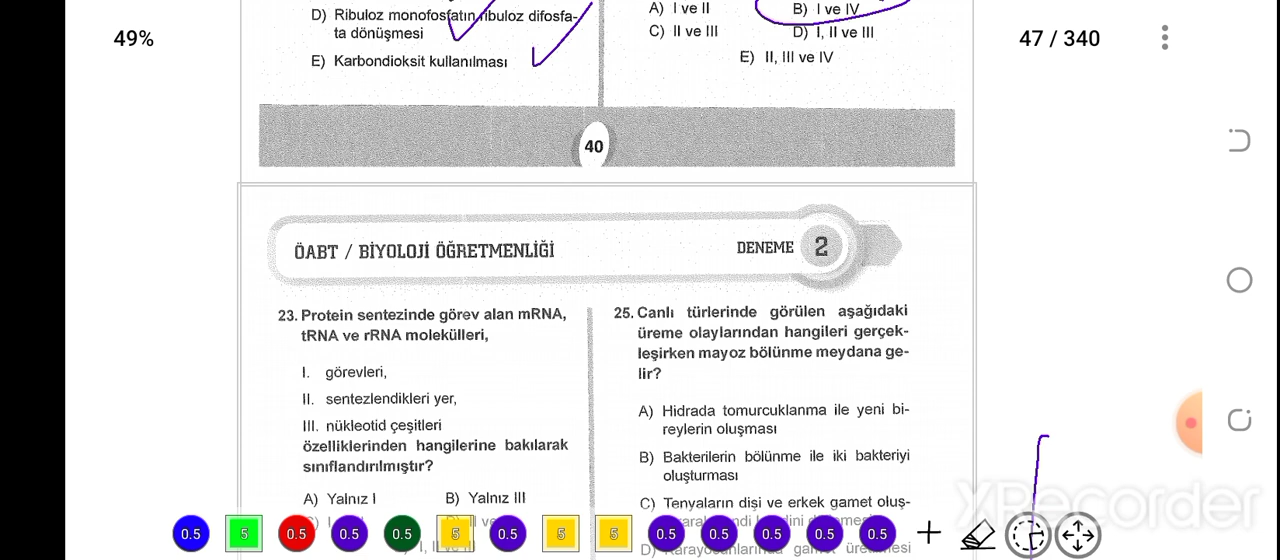 49%
47 / 340
D) Ribuloz monofosfatın ribuloz difosfa-
ta dönüşmesi
E) Karbondioksit kullanılması
A) I ve II
B) I ve IV
C) II ve III
D) I, II ve III
E) II, III ve IV
40
ÖABT / BİYOLOJİ ÖĞRETMENLİĞİ
DENEME 2
23. Protein sentezinde görev alan mRNA,
tRNA ve rRNA molekülleri,
I. görevleri,
II. sentezlendikleri yer,
III. nükleotid çeşitleri
özelliklerinden hangilerine bakılarak
sınıflandırılmıştır?
A) Yalnız I
B) Yalnız III
25. Canlı türlerinde görülen aşağıdaki
üreme olaylarından hangileri gerçek-
leşirken mayoz bölünme meydana ge-
lir?
A) Hidrada tomurcuklanma ile yeni bi-
reylerin oluşması
B) Bakterilerin bölünme ile iki bakteriyi
oluşturması
C) Tenyaların dişi ve erkek gamet oluş-
0.5 5 0.5 0.5 0.5 5 0.5 5 5 0.5 0.5 0.5 0.5 0.5
XRecorder